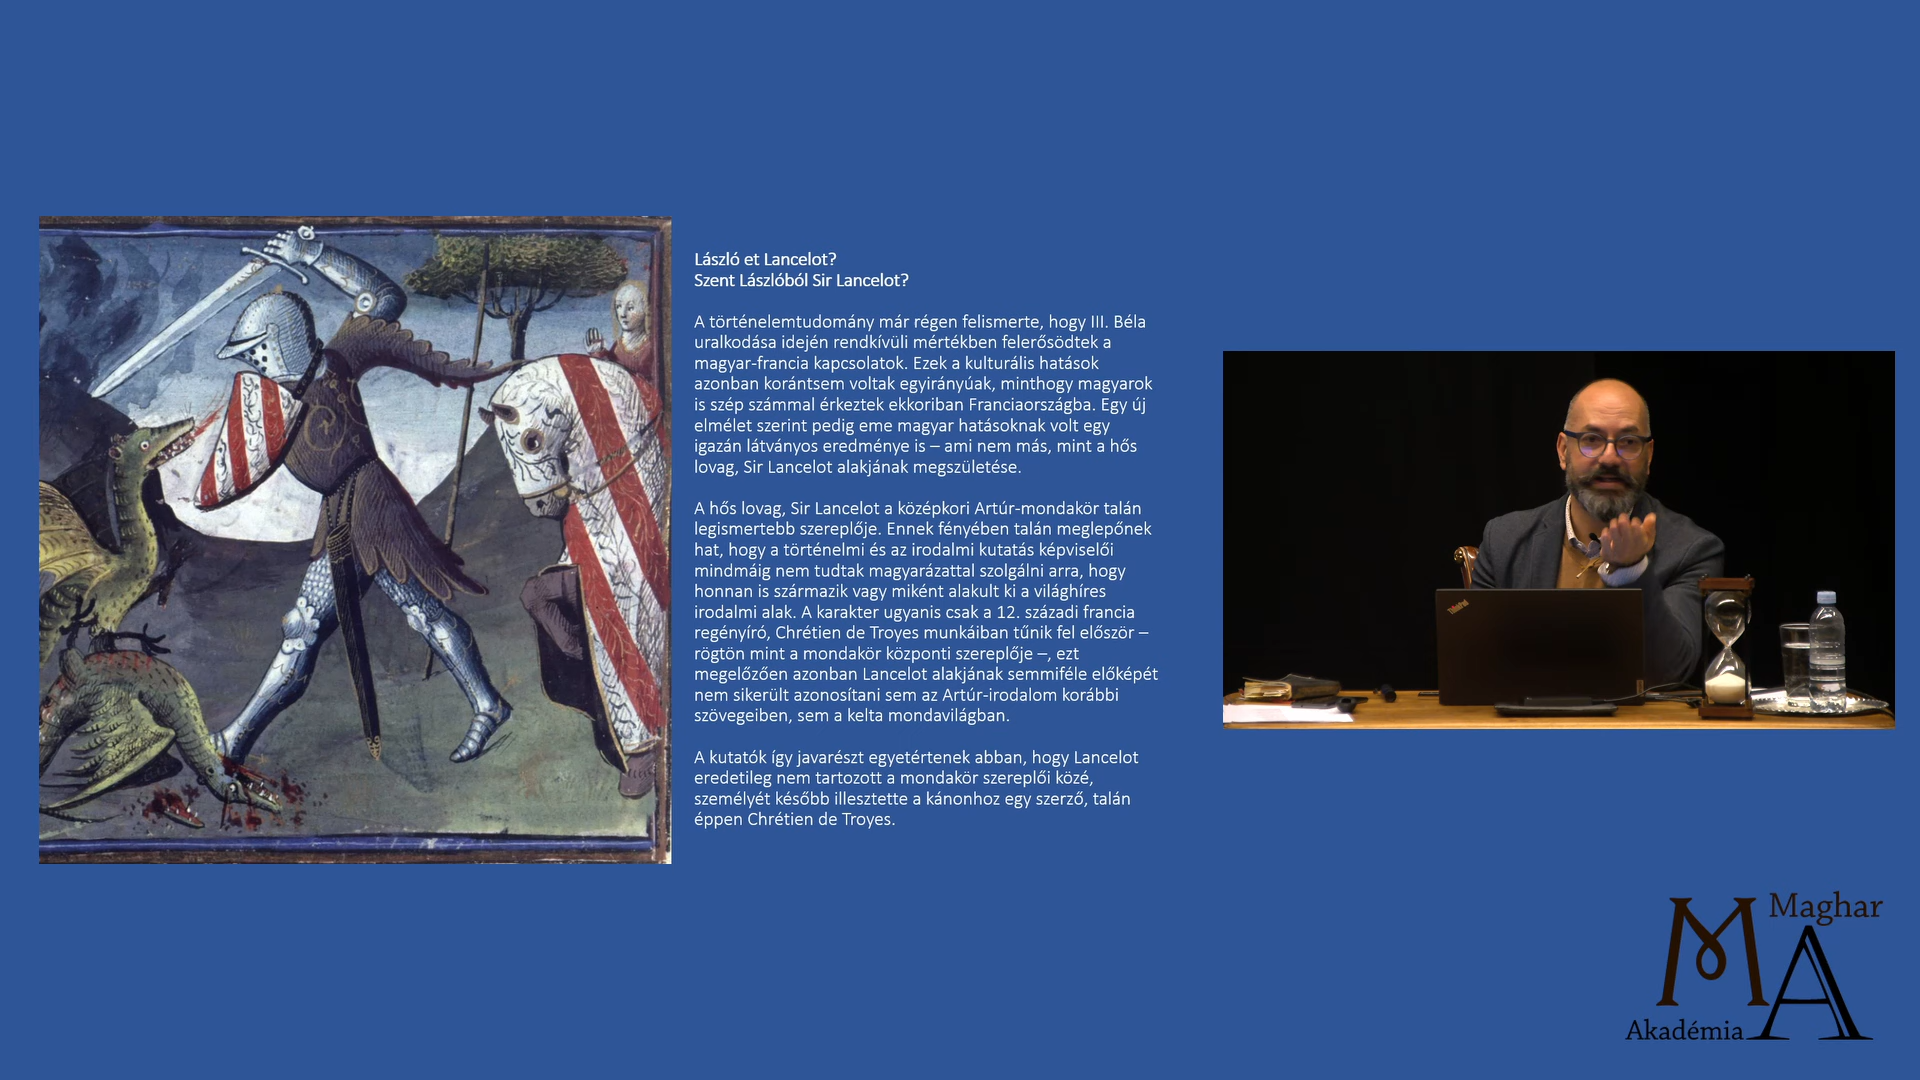 László et Lancelot?
Szent Lászlóból Sir Lancelot?
A történelemtudomány már régen felismerte, hogy III. Béla
uralkodása idején rendkívüli mértékben felerősödtek a
magyar-francia kapcsolatok. Ezek a kulturális hatások
azonban korántsem voltak egyirányúak, minthogy magyarok
is szép számmal érkeztek ekkoriban Franciaországba. Egy új
elmélet szerint pedig eme magyar hatásoknak volt egy
igazán látványos eredménye is – ami nem más, mint a hős
lovag, Sir Lancelot alakjának megszületése.
A hős lovag, Sir Lancelot a középkori Artúr-mondakör talán
legismertebb szereplője. Ennek fényében talán meglepőnek
hat, hogy a történelmi és az irodalmi kutatás képviselői
mindmáig nem tudtak magyarázattal szolgálni arra, hogy
honnan is származik vagy miként alakult ki a világhíres
irodalmi alak. A karakter ugyanis csak a 12. századi francia
regényíró, Chrétien de Troyes munkáiban tűnik fel először –
rögtön mint a mondakör központi szereplője –, ezt
megelőzően azonban Lancelot alakjának semmiféle előképét
nem sikerült azonosítani sem az Artúr-irodalom korábbi
szövegeiben, sem a kelta mondavilágban.
A kutatók így javarészt egyetértenek abban, hogy Lancelot
eredetileg nem tartozott a mondakör szereplői közé,
személyét később illesztette a kánonhoz egy szerző, talán
éppen Chrétien de Troyes.
ThinkPad
MA
Maghar
Akadémia